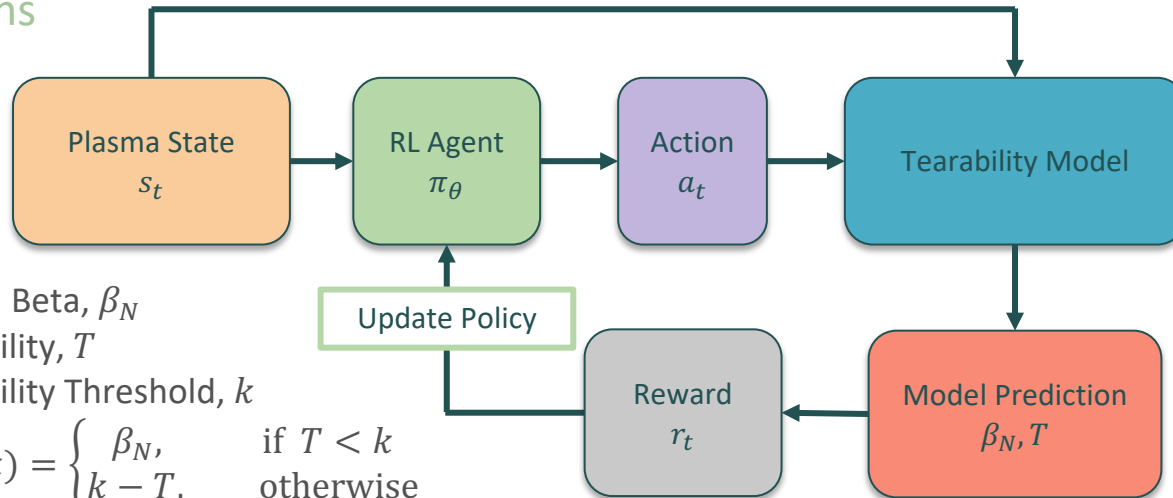 ns
Plasma State
s_t
RL Agent
π_θ
Action
a_t
Tearability Model
Beta, β_N
ility, T
ility Threshold, k
) = { β_N, if T < k
k − T, otherwise
Update Policy
Reward
r_t
Model Prediction
β_N, T